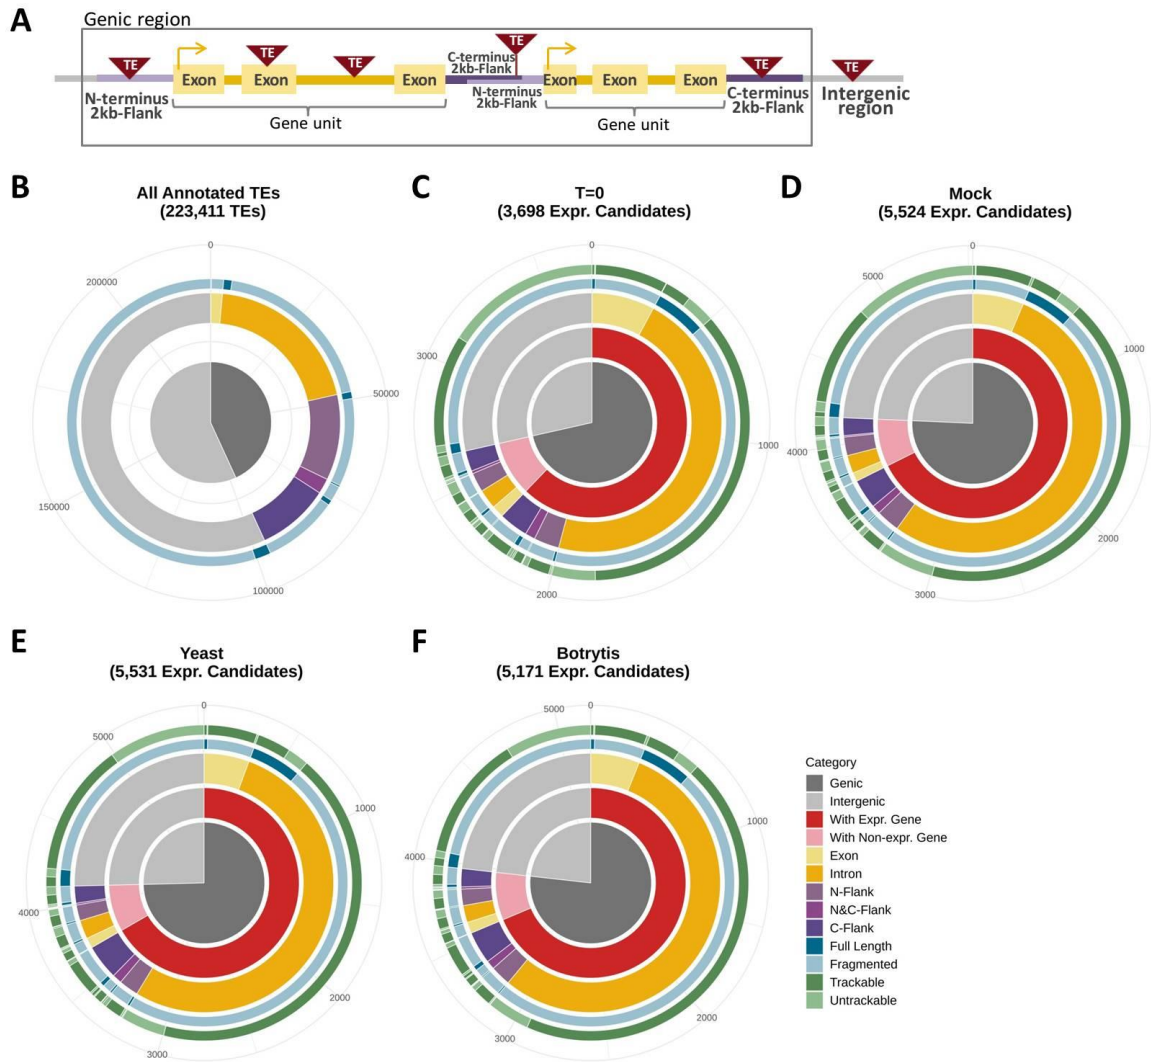 A
Genic region
TE
TE
TE
TE
TE
TE
C-terminus
2kb-Flank
Exon
Exon
Exon
Exon
Exon
Exon
N-terminus
2kb-Flank
N-terminus
2kb-Flank
C-terminus
2kb-Flank
Intergenic
region
Gene unit
Gene unit
B
All Annotated TEs
(223,411 TEs)
0
50000
100000
150000
200000
C
T=0
(3,698 Expr. Candidates)
0
1000
2000
3000
D
Mock
(5,524 Expr. Candidates)
0
1000
2000
3000
4000
5000
E
Yeast
(5,531 Expr. Candidates)
0
1000
2000
3000
4000
5000
F
Botrytis
(5,171 Expr. Candidates)
0
1000
2000
3000
4000
5000
Category
Genic
Intergenic
With Expr. Gene
With Non-expr. Gene
Exon
Intron
N-Flank
N&C-Flank
C-Flank
Full Length
Fragmented
Trackable
Untrackable